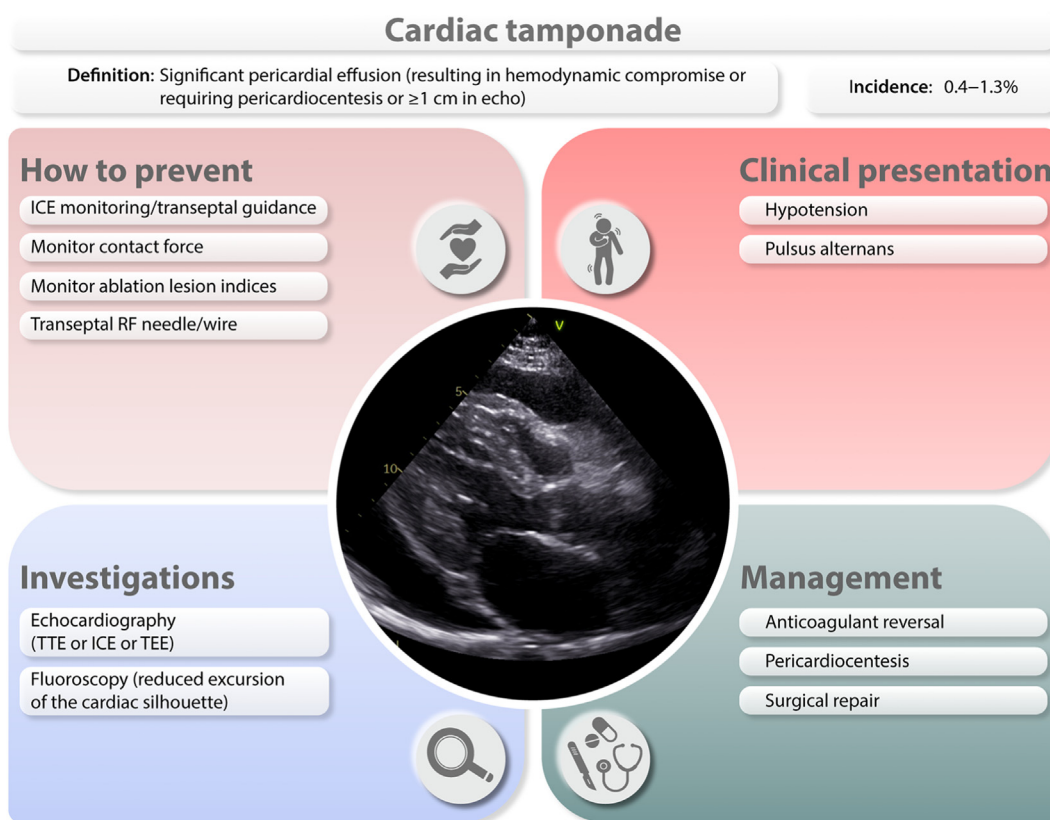 Cardiac tamponade
Definition: Significant pericardial effusion (resulting in hemodynamic compromise or
requiring pericardiocentesis or ≥1 cm in echo)
Incidence: 0.4–1.3%
How to prevent
ICE monitoring/transeptal guidance
Monitor contact force
Monitor ablation lesion indices
Transeptal RF needle/wire
Clinical presentation
Hypotension
Pulsus alternans
V
5
10
Investigations
Echocardiography
(TTE or ICE or TEE)
Fluoroscopy (reduced excursion
of the cardiac silhouette)
Management
Anticoagulant reversal
Pericardiocentesis
Surgical repair